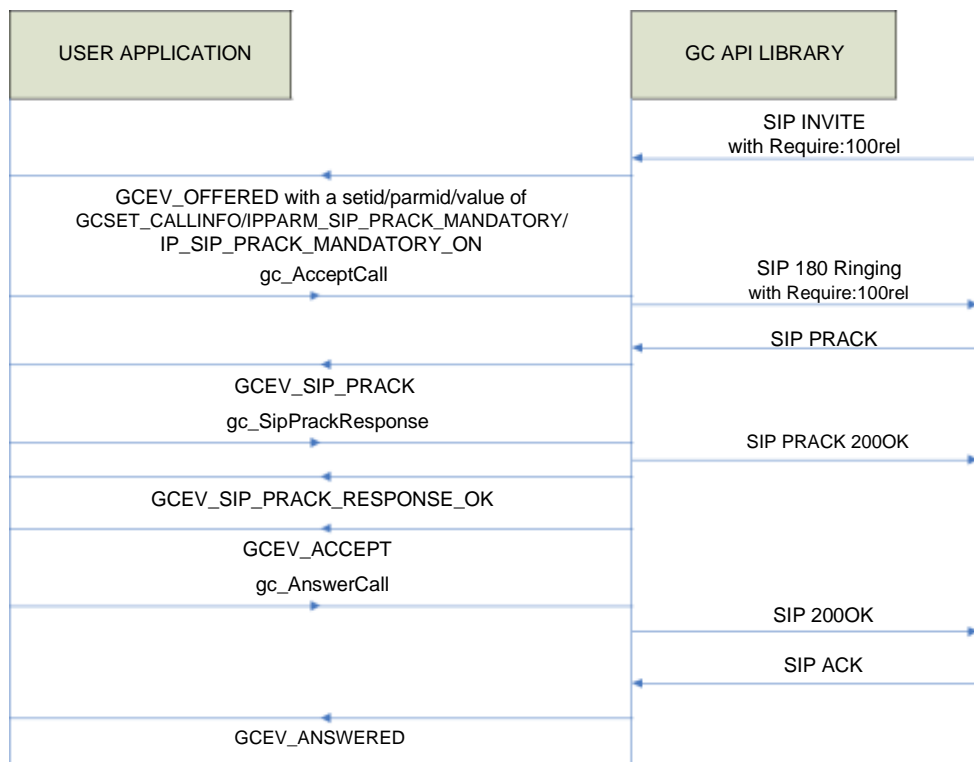 USER APPLICATION
GC API LIBRARY
SIP INVITE
with Require:100rel
GCEV_OFFERED with a setid/parmid/value of
GCSET_CALLINFO/IPPARM_SIP_PRACK_MANDATORY/
IP_SIP_PRACK_MANDATORY_ON
gc_AcceptCall
SIP 180 Ringing
with Require:100rel
SIP PRACK
GCEV_SIP_PRACK
gc_SipPrackResponse
SIP PRACK 200OK
GCEV_SIP_PRACK_RESPONSE_OK
GCEV_ACCEPT
gc_AnswerCall
SIP 200OK
SIP ACK
GCEV_ANSWERED